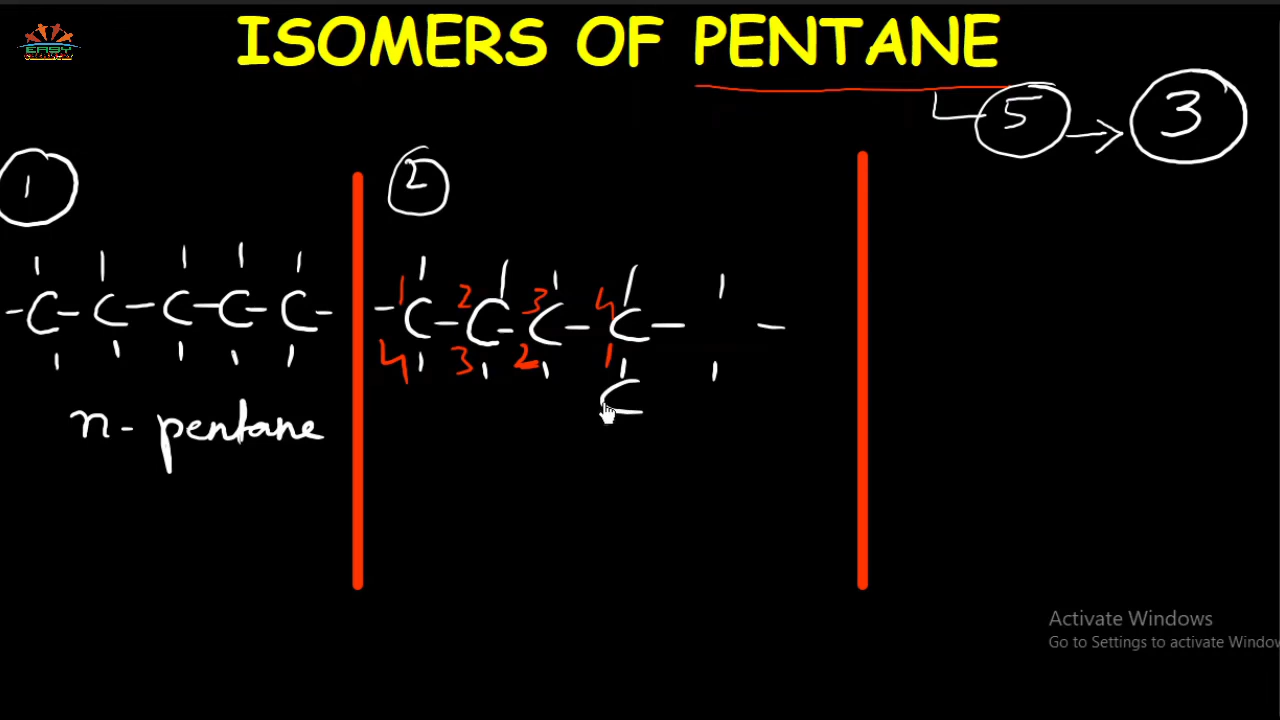 ISOMERS OF PENTANE
EASY
5 → 3
1
2
C - C - C - C - C
1 2 3 4
C - C - C - C -
4 3 2 1
C
n - pentane
Activate Windows
Go to Settings to activate Window